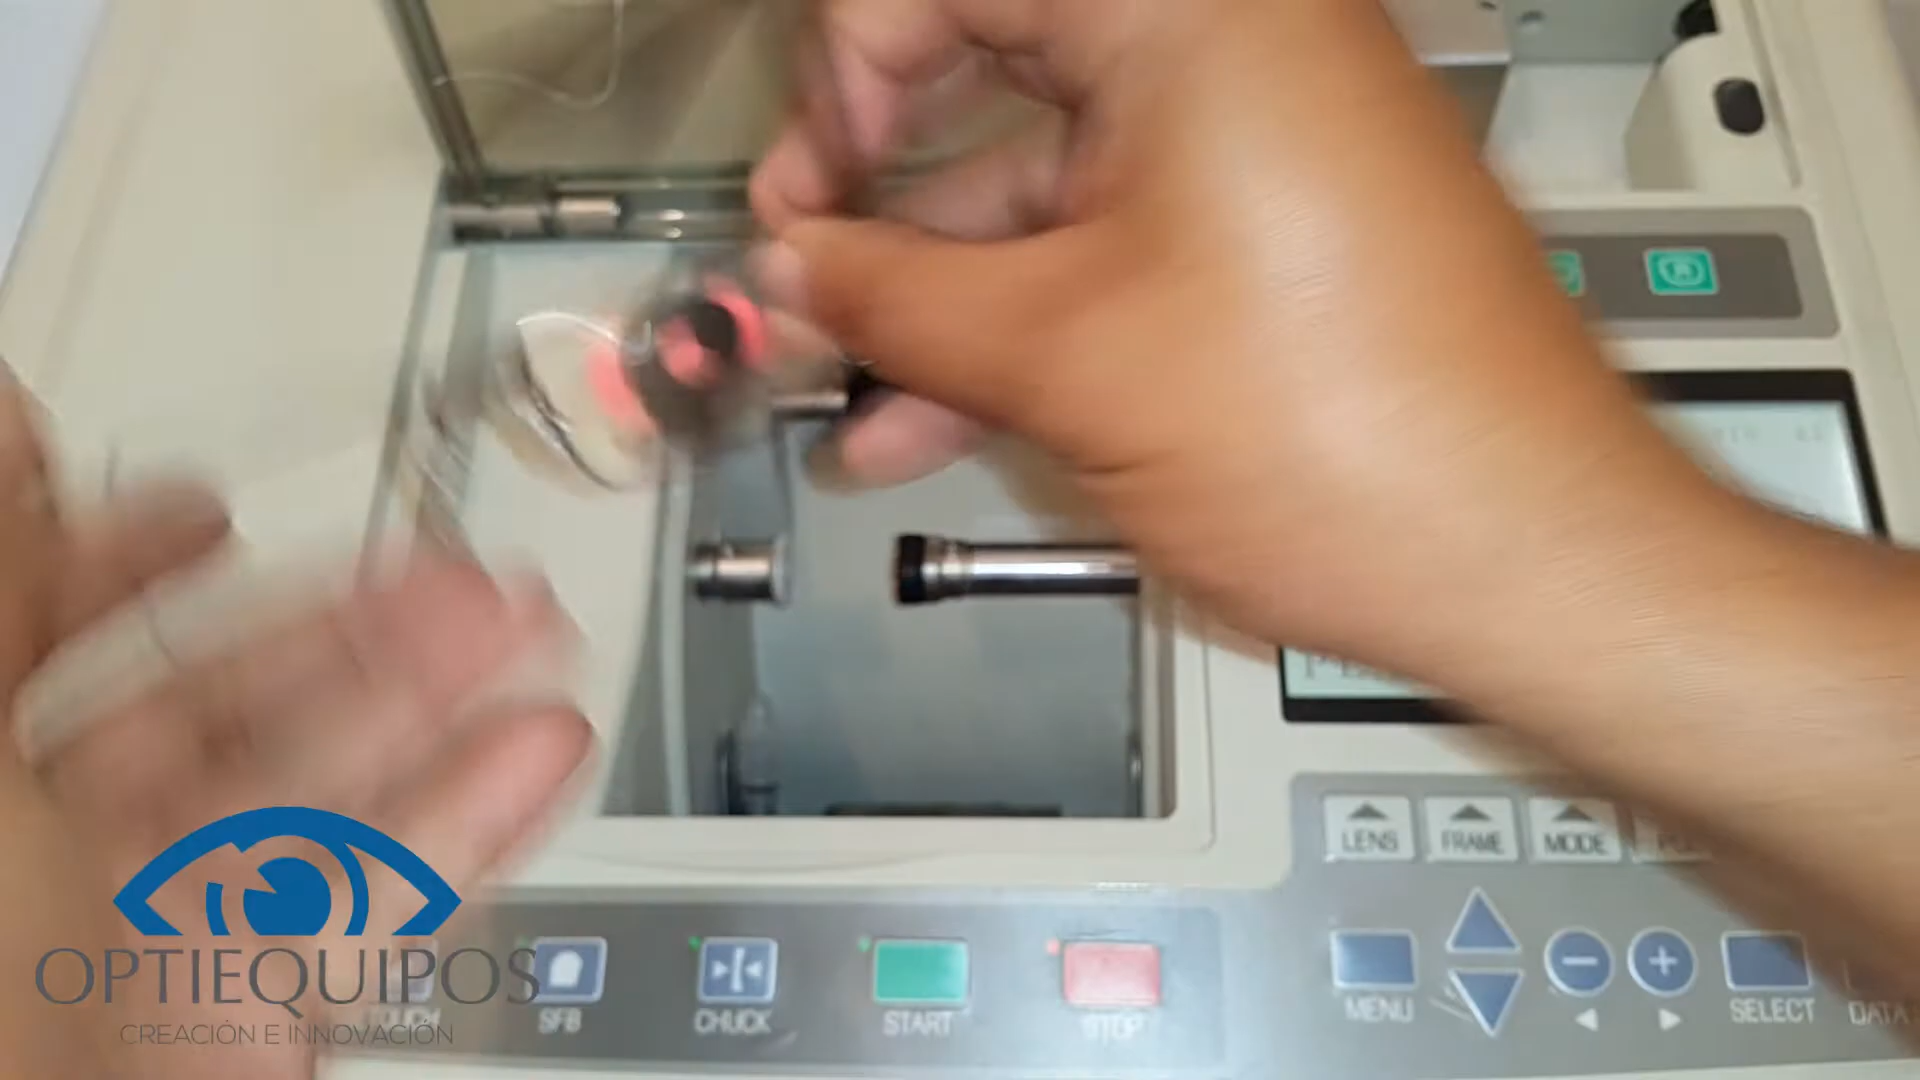 LENS
FRAME
MODE
MENU
SELECT
DATA
SFB
CHUCK
START
STOP
OPTIEQUIPOS
CREACIÓN E INNOVACIÓN